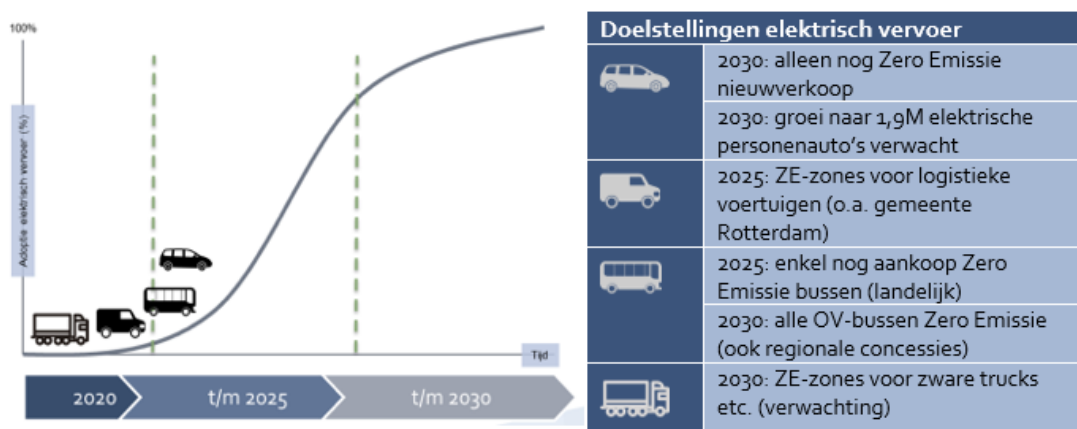 100%
Adoptie elektrisch vervoer (%)
Tijd
2020
t/m 2025
t/m 2030
Doelstellingen elektrisch vervoer
2030: alleen nog Zero Emissie
nieuwverkoop
2030: groei naar 1,9M elektrische
personenauto's verwacht
2025: ZE-zones voor logistieke
voertuigen (o.a. gemeente
Rotterdam)
2025: enkel nog aankoop Zero
Emissie bussen (landelijk)
2030: alle OV-bussen Zero Emissie
(ook regionale concessies)
2030: ZE-zones voor zware trucks
etc. (verwachting)